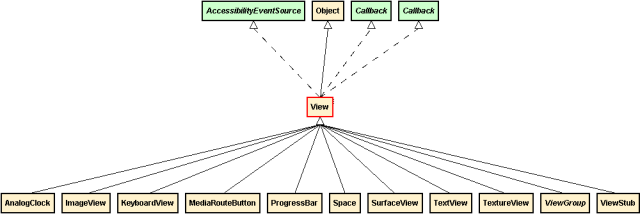 AccessibilityEventSource Object Callback Callback
View
AnalogClock ImageView KeyboardView MediaRouteButton ProgressBar Space SurfaceView TextView TextureView ViewGroup ViewStub